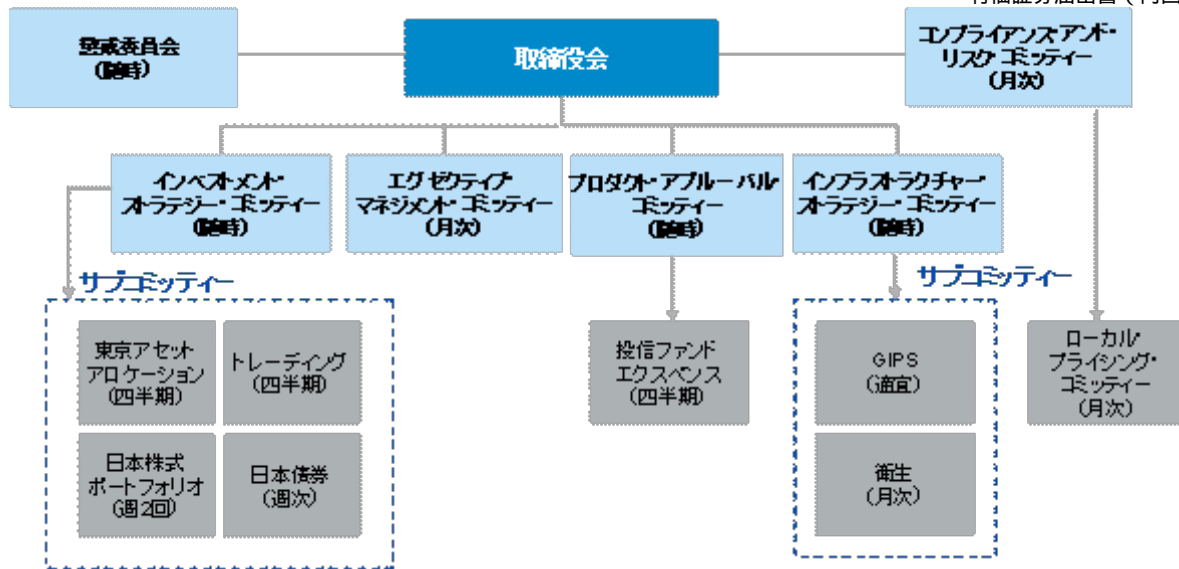 有価証券届出書（内国
懲戒委員会
（臨時）
取締役会
コンプライアンス・アンド・
リスク・コミッティー
（月次）
インベストメント・
ストラテジー・コミッティー
（臨時）
エグゼクティブ・
マネジメント・コミッティー
（月次）
プロダクト・アプルーバル・
コミッティー
（臨時）
インフラストラクチャー・
ストラテジー・コミッティー
（臨時）
サブコミッティー
サブコミッティー
東京アセット
アロケーション
（四半期）
トレーディング
（四半期）
投信ファンド
エクスペンス
（四半期）
GIPS
（適宜）
ローカル・
プライシング・
コミッティー
（月次）
日本株式
ポートフォリオ
（週2回）
日本債券
（週次）
衛生
（月次）